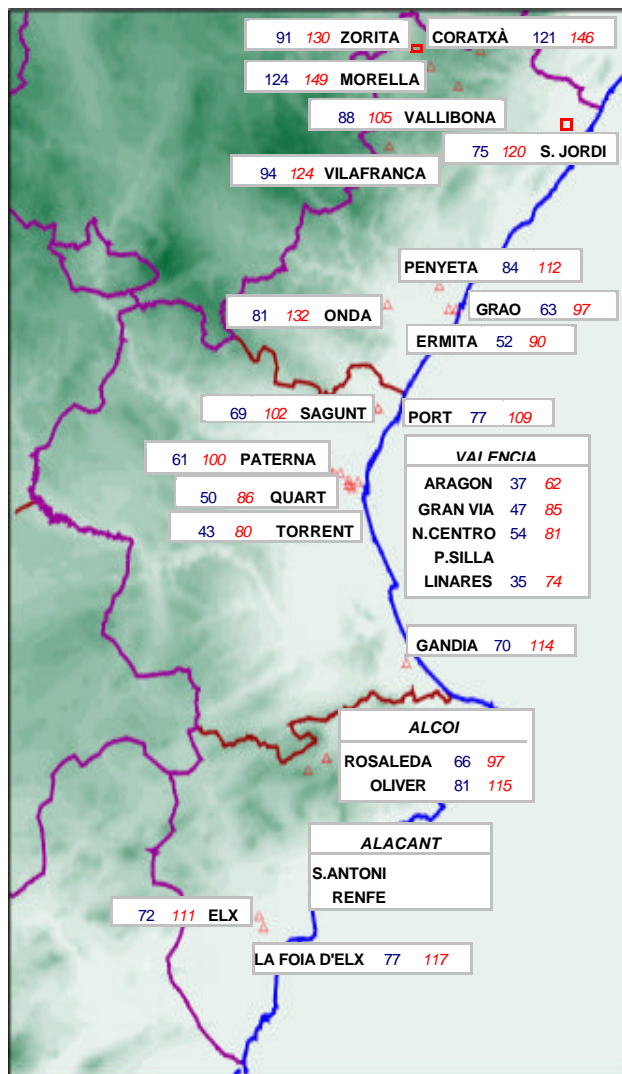 91 130 ZORITA
CORATXÀ 121 146
124 149 MORELLA
88 105 VALLIBONA
75 120 S. JORDI
94 124 VILAFRANCA
PENYETA 84 112
81 132 ONDA
GRAO 63 97
ERMITA 52 90
69 102 SAGUNT
PORT 77 109
61 100 PATERNA
50 86 QUART
43 80 TORRENT
VALENCIA
ARAGON 37 62
GRAN VIA 47 85
N.CENTRO 54 81
P.SILLA
LINARES 35 74
GANDIA 70 114
ALCOI
ROSALEDA 66 97
OLIVER 81 115
ALACANT
S.ANTONI
RENFE
72 111 ELX
LA FOIA D'ELX 77 117